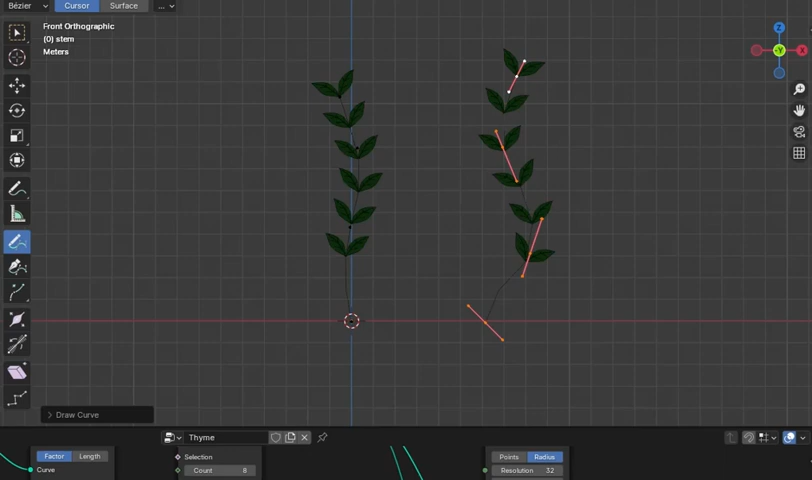 Bézier Cursor Surface ...
Front Orthographic
(0) stem
Meters
Z
-Y
X
> Draw Curve
Thyme
Factor Length
Selection
Points Radius
Curve
Count 8
Resolution 32